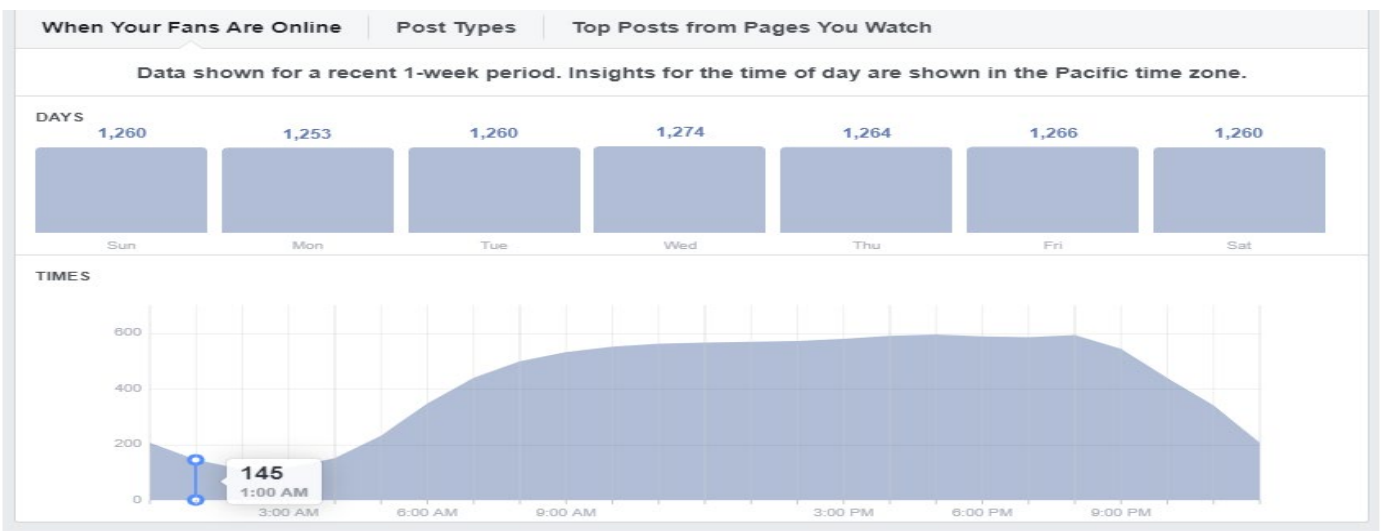 When Your Fans Are Online Post Types Top Posts from Pages You Watch
Data shown for a recent 1-week period. Insights for the time of day are shown in the Pacific time zone.
DAYS
1,260 1,253 1,260 1,274 1,264 1,266 1,260
Sun Mon Tue Wed Thu Fri Sat
TIMES
600
400
200
145
1:00 AM
0
3:00 AM 6:00 AM 9:00 AM 3:00 PM 6:00 PM 9:00 PM